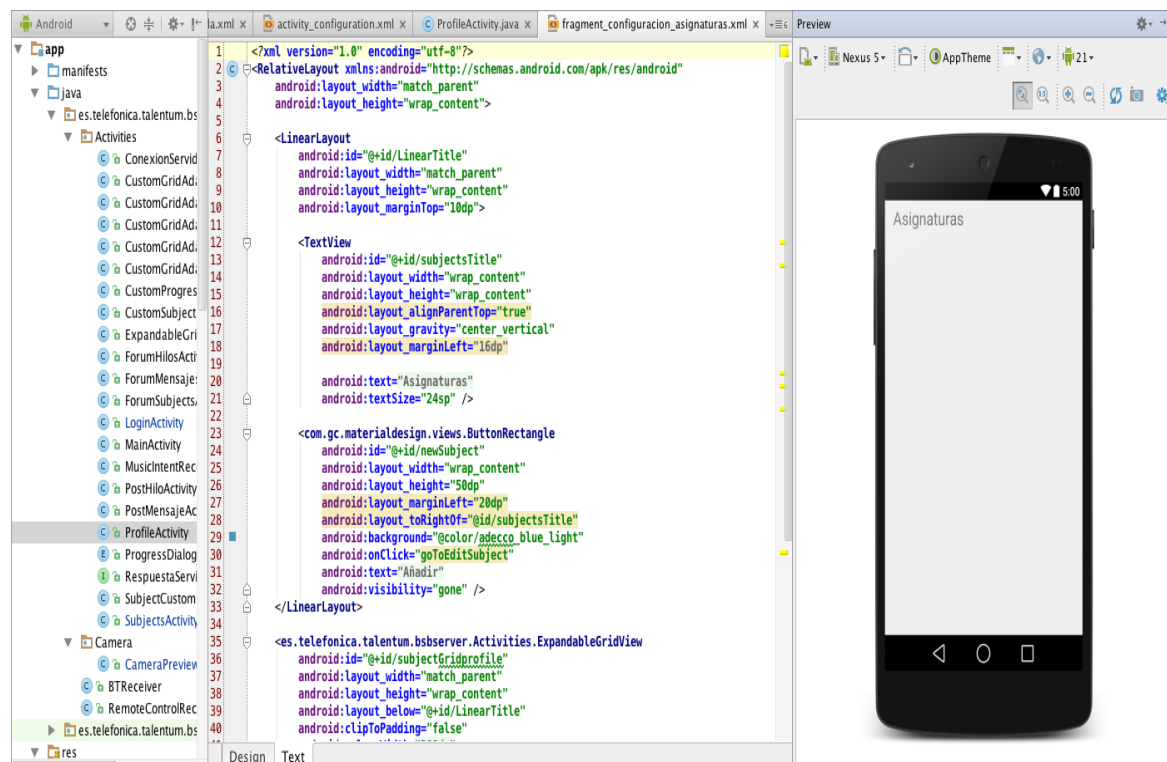 Android
la.xml ×
activity_configuration.xml ×
ProfileActivity.java ×
fragment_configuracion_asignaturas.xml ×
Preview
app
manifests
java
es.telefonica.talentum.bs
Activities
ConexionServid
CustomGridAda
CustomGridAda
CustomGridAda
CustomGridAda
CustomGridAda
CustomProgres
CustomSubject
ExpandableGri
ForumHilosActi
ForumMensaje
ForumSubjects
LoginActivity
MainActivity
MusicIntentRec
PostHiloActivity
PostMensajeAc
ProfileActivity
ProgressDialog
RespuestaServi
SubjectCustom
SubjectsActivity
Camera
CameraPreview
BTReceiver
RemoteControlRec
es.telefonica.talentum.bs
res
1 <?xml version="1.0" encoding="utf-8"?>
2 <RelativeLayout xmlns:android="http://schemas.android.com/apk/res/android"
3 android:layout_width="match_parent"
4 android:layout_height="wrap_content">
5
6 <LinearLayout
7 android:id="@+id/LinearTitle"
8 android:layout_width="match_parent"
9 android:layout_height="wrap_content"
10 android:layout_marginTop="10dp">
11
12 <TextView
13 android:id="@+id/subjectsTitle"
14 android:layout_width="wrap_content"
15 android:layout_height="wrap_content"
16 android:layout_alignParentTop="true"
17 android:layout_gravity="center_vertical"
18 android:layout_marginLeft="16dp"
19
20 android:text="Asignaturas"
21 android:textSize="24sp" />
22
23 <com.gc.materialdesign.views.ButtonRectangle
24 android:id="@+id/newSubject"
25 android:layout_width="wrap_content"
26 android:layout_height="50dp"
27 android:layout_marginLeft="20dp"
28 android:layout_toRightOf="@id/subjectsTitle"
29 android:background="@color/adecco_blue_light"
30 android:onClick="goToEditSubject"
31 android:text="Añadir"
32 android:visibility="gone" />
33 </LinearLayout>
34
35 <es.telefonica.talentum.bsbserver.Activities.ExpandableGridView
36 android:id="@+id/subjectGridprofile"
37 android:layout_width="match_parent"
38 android:layout_height="wrap_content"
39 android:layout_below="@+id/LinearTitle"
40 android:clipToPadding="false"
Design Text
Nexus 5
AppTheme
21
5:00
Asignaturas